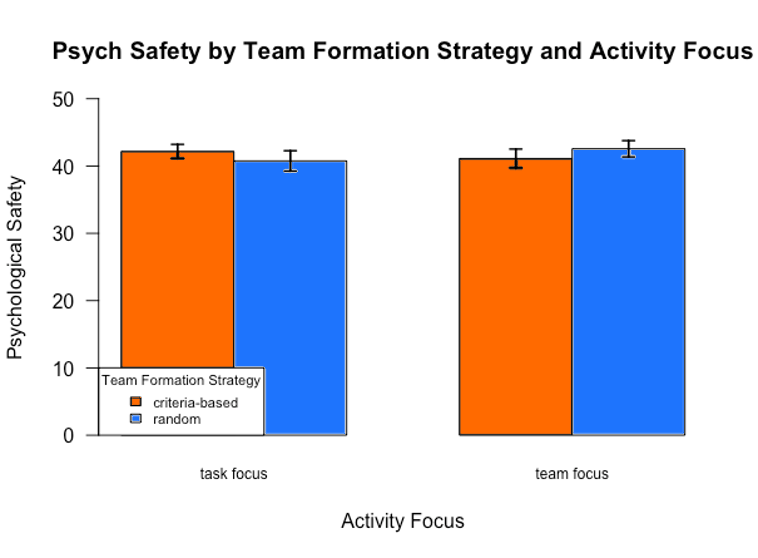 Psych Safety by Team Formation Strategy and Activity Focus
50
40
30
20
10
0
Psychological Safety
Team Formation Strategy
criteria-based
random
task focus
team focus
Activity Focus